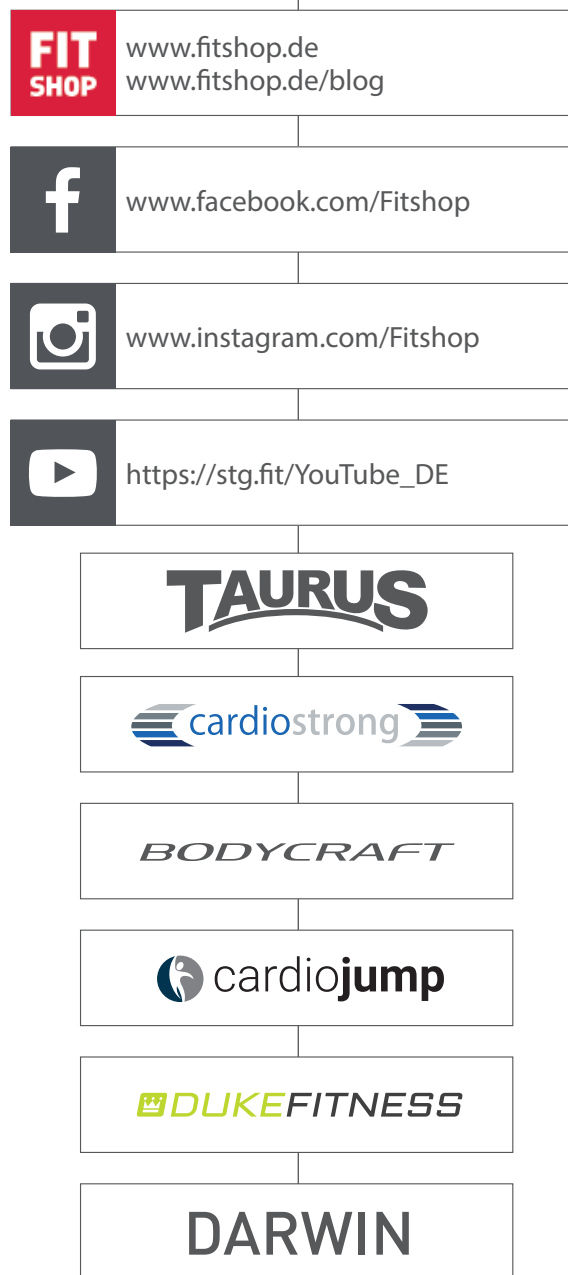 FIT
SHOP
www.fitshop.de
www.fitshop.de/blog
f
www.facebook.com/Fitshop
www.instagram.com/Fitshop
https://stg.fit/YouTube_DE
TAURUS
cardiostrong
BODYCRAFT
cardiojump
DUKEFITNESS
DARWIN